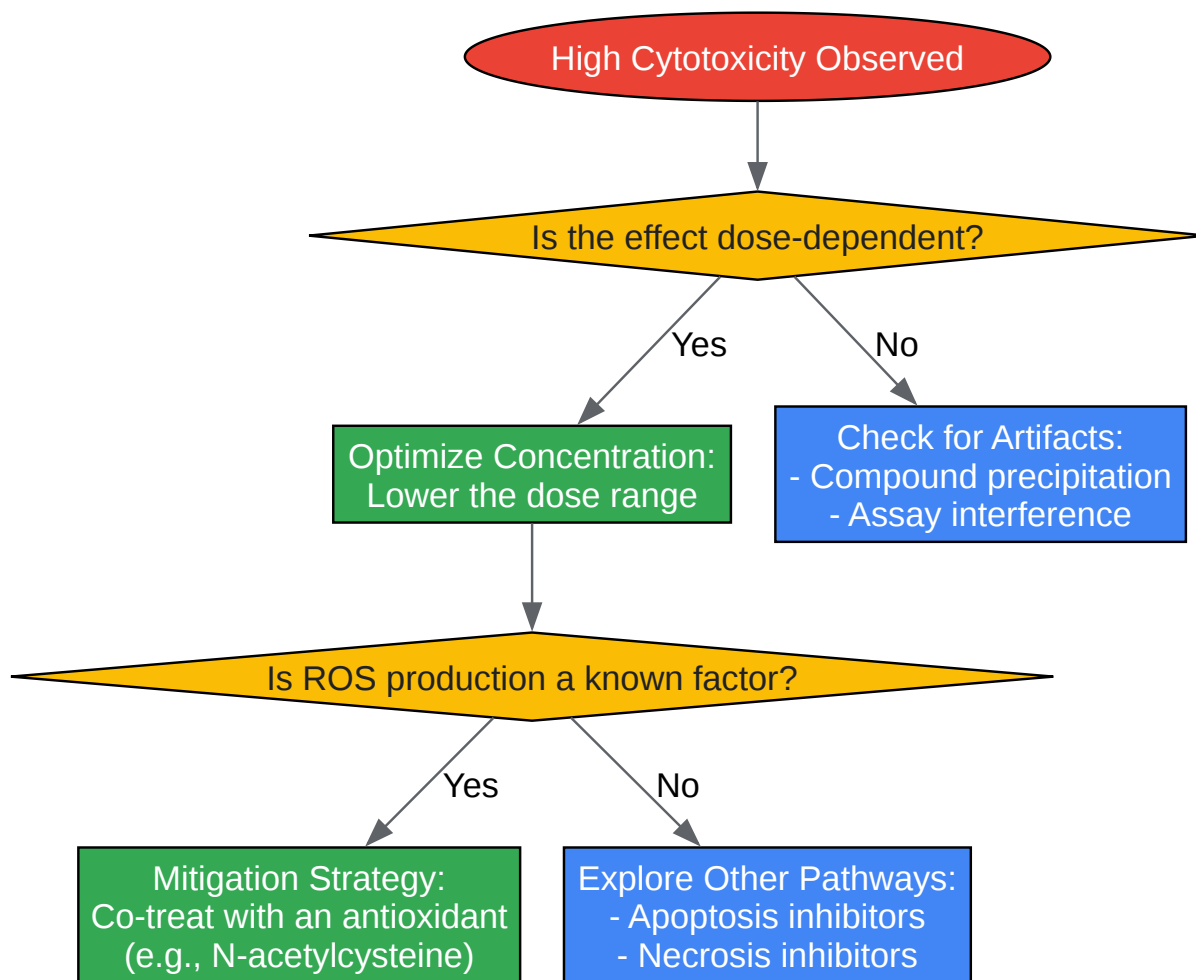 High Cytotoxicity Observed
Is the effect dose-dependent?
Yes
No
Optimize Concentration:
Lower the dose range
Check for Artifacts:
- Compound precipitation
- Assay interference
Is ROS production a known factor?
Yes
No
Mitigation Strategy:
Co-treat with an antioxidant
(e.g., N-acetylcysteine)
Explore Other Pathways:
- Apoptosis inhibitors
- Necrosis inhibitors